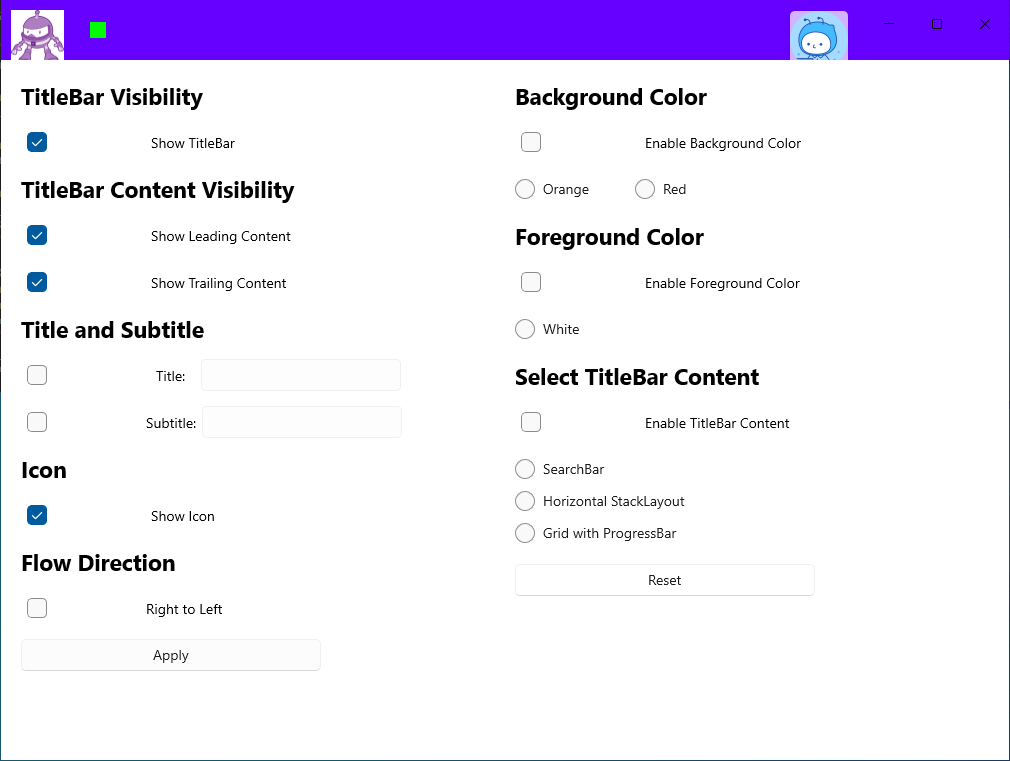 TitleBar Visibility
Show TitleBar
TitleBar Content Visibility
Show Leading Content
Show Trailing Content
Title and Subtitle
Title:
Subtitle:
Icon
Show Icon
Flow Direction
Right to Left
Apply
Background Color
Enable Background Color
Orange
Red
Foreground Color
Enable Foreground Color
White
Select TitleBar Content
Enable TitleBar Content
SearchBar
Horizontal StackLayout
Grid with ProgressBar
Reset